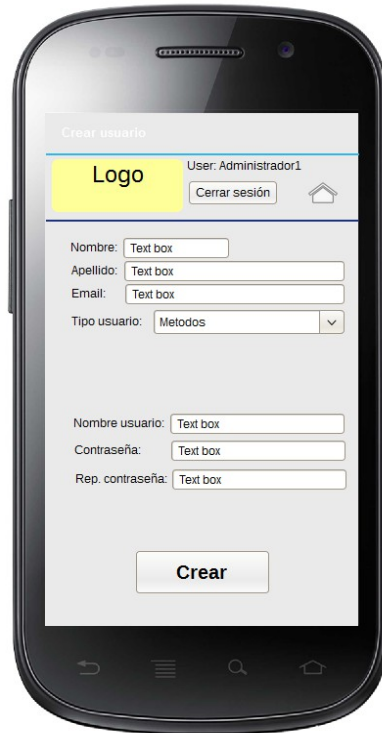 Crear usuario
Logo
User: Administrador1
Cerrar sesión
Nombre: Text box
Apellido: Text box
Email: Text box
Tipo usuario: Metodos
Nombre usuario: Text box
Contraseña: Text box
Rep. contraseña: Text box
Crear